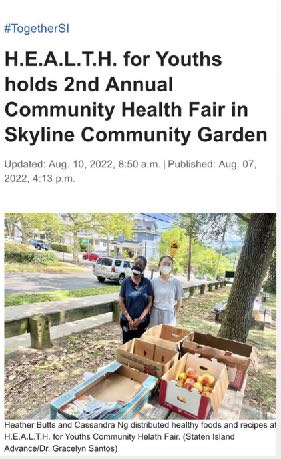 #TogetherSI
H.E.A.L.T.H. for Youths
holds 2nd Annual
Community Health Fair in
Skyline Community Garden
Updated: Aug. 10, 2022, 8:50 a.m. | Published: Aug. 07,
2022, 4:13 p.m.
Heather Butts and Cassandra Ng distributed healthy foods and recipes at
H.E.A.L.T.H. for Youths Community Helath Fair. (Staten Island
Advance/Dr. Gracelyn Santos)